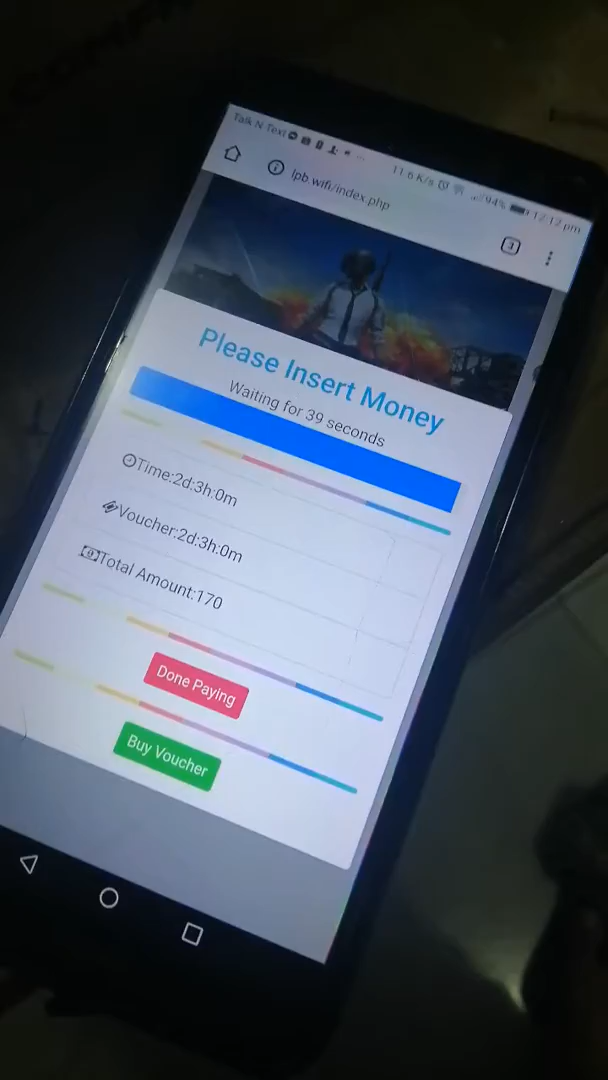 Talk N Text 11.6 K/s 94% 12:12 pm
lpb.wifi/index.php
3
Please Insert Money
Waiting for 39 seconds
Time:2d:3h:0m
Voucher:2d:3h:0m
Total Amount:170
Done Paying
Buy Voucher